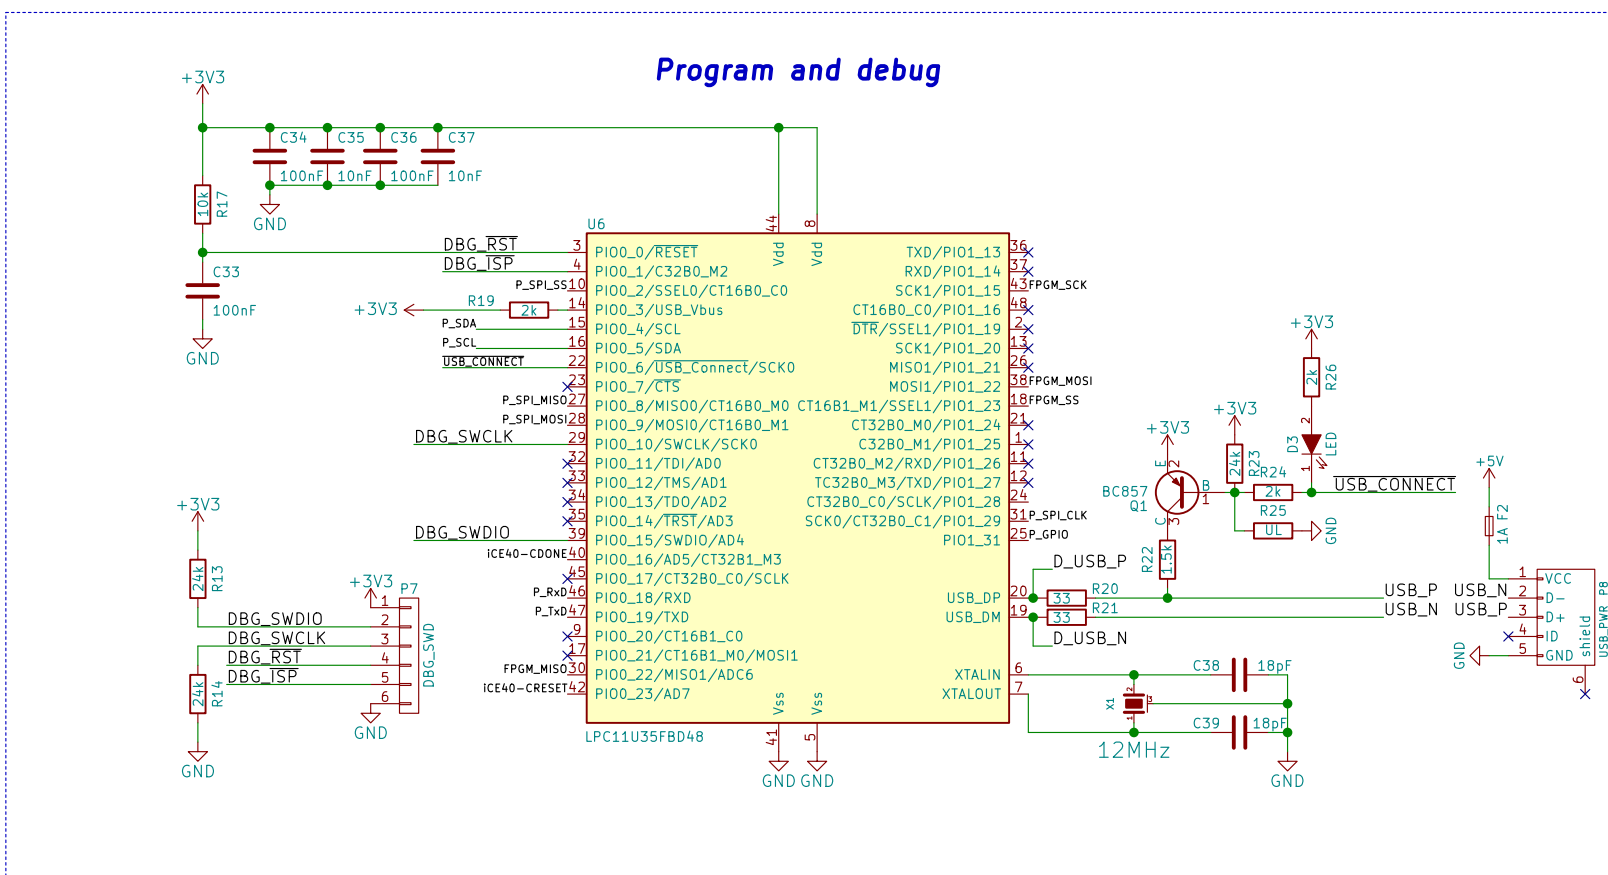 Program and debug
+3V3
C34
100nF
C35
10nF
C36
100nF
C37
10nF
10k
R17
GND
GND
C33
100nF
DBG_RST
DBG_ISP
P_SPI_SS
+3V3
R19
2k
P_SDA
P_SCL
USB_CONNECT
P_SPI_MISO
P_SPI_MOSI
DBG_SWCLK
DBG_SWDIO
iCE40-CDONE
P_RxD
P_TxD
FPGM_MISO
iCE40-CRESET
U6
44
8
Vdd
Vdd
3 PIO0_0/RESET
4 PIO0_1/C32B0_M2
10 PIO0_2/SSEL0/CT16B0_C0
14 PIO0_3/USB_Vbus
15 PIO0_4/SCL
16 PIO0_5/SDA
22 PIO0_6/USB_Connect/SCK0
23 PIO0_7/CTS
27 PIO0_8/MISO0/CT16B0_M0
28 PIO0_9/MOSI0/CT16B0_M1
29 PIO0_10/SWCLK/SCK0
32 PIO0_11/TDI/AD0
33 PIO0_12/TMS/AD1
34 PIO0_13/TDO/AD2
35 PIO0_14/TRST/AD3
39 PIO0_15/SWDIO/AD4
40 PIO0_16/AD5/CT32B1_M3
45 PIO0_17/CT32B0_C0/SCLK
46 PIO0_18/RXD
47 PIO0_19/TXD
9 PIO0_20/CT16B1_C0
17 PIO0_21/CT16B1_M0/MOSI1
30 PIO0_22/MISO1/ADC6
42 PIO0_23/AD7
TXD/PIO1_13 36
RXD/PIO1_14 37
SCK1/PIO1_15 43 FPGM_SCK
CT16B0_C0/PIO1_16 48
DTR/SSEL1/PIO1_19 2
SCK1/PIO1_20 13
MISO1/PIO1_21 26
MOSI1/PIO1_22 38 FPGM_MOSI
CT16B1_M1/SSEL1/PIO1_23 18 FPGM_SS
CT32B0_M0/PIO1_24 21
C32B0_M1/PIO1_25 1
CT32B0_M2/RXD/PIO1_26 11
TC32B0_M3/TXD/PIO1_27 12
CT32B0_C0/SCLK/PIO1_28 24
SCK0/CT32B0_C1/PIO1_29 31 P_SPI_CLK
PIO1_31 25 P_GPIO
USB_DP 20
USB_DM 19
XTALIN 6
XTALOUT 7
Vss
Vss
LPC11U35FBD48
41
5
GND
GND
+3V3
24k
R13
+3V3
P7
DBG_SWDIO
DBG_SWCLK
DBG_RST
DBG_ISP
1
2
3
4
5
6
DBG_SWD
24k
R14
GND
GND
D_USB_P
33
R20
33
R21
D_USB_N
+3V3
E
2
BC857
Q1
B
1
C
3
R22
1.5k
+3V3
24k
R23
R24
2k
R25
UL
GND
+3V3
2k
R26
2
D3
LED
1
USB_CONNECT
USB_P
USB_N
+5V
1A F2
USB_N
USB_P
1 VCC
2 D-
3 D+
4 ID
5 GND
shield
6
USB_PWR P8
GND
C38
18pF
X1
2
3
1
C39
18pF
12MHz
GND